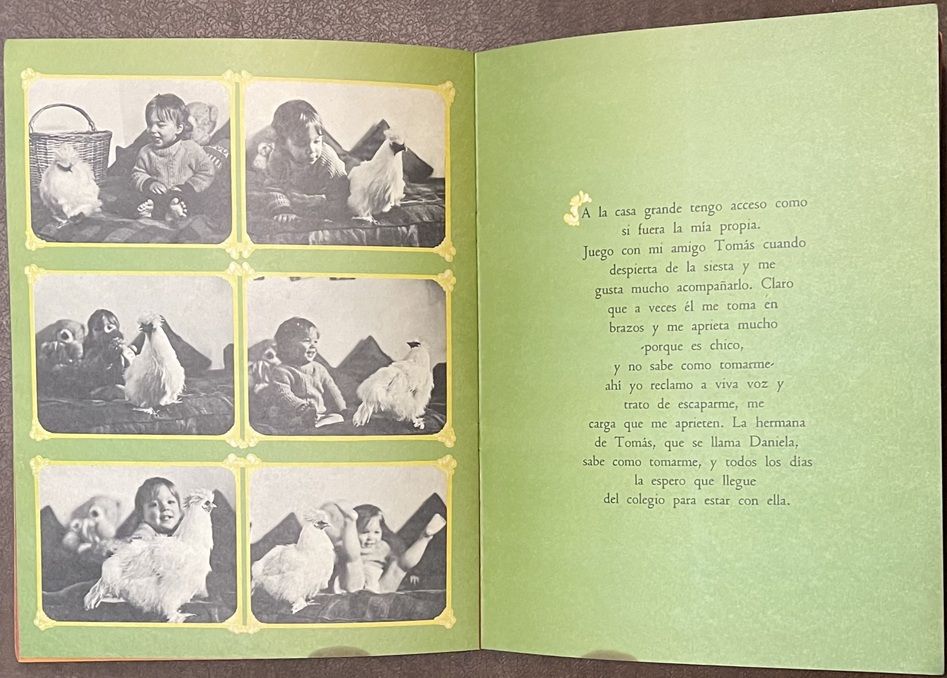 A la casa grande tengo acceso como
si fuera la mía propia.
Juego con mi amigo Tomás cuando
despierta de la siesta y me
gusta mucho acompañarlo. Claro
que a veces él me toma én
brazos y me aprieta mucho
-porque es chico,
y no sabe como tomarme-
ahí yo reclamo a viva voz y
trato de escaparme, me
carga que me aprieten. La hermana
de Tomás, que se llama Daniela,
sabe como tomarme, y todos los días
la espero que llegue
del colegio para estar con ella.